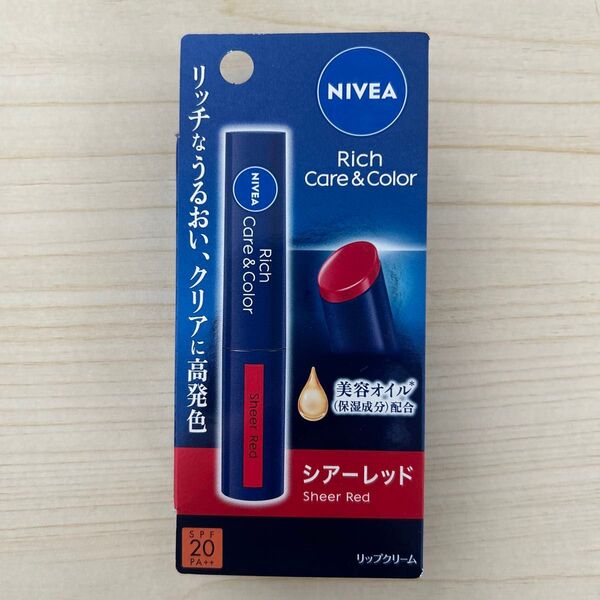 リッチなうるおい、クリアに高発色
NIVEA
Rich
Care & Color
NIVEA
Rich
Care & Color
Sheer Red
美容オイル*
(保湿成分)配合
シアーレッド
Sheer Red
SPF
20
PA++
リップクリーム